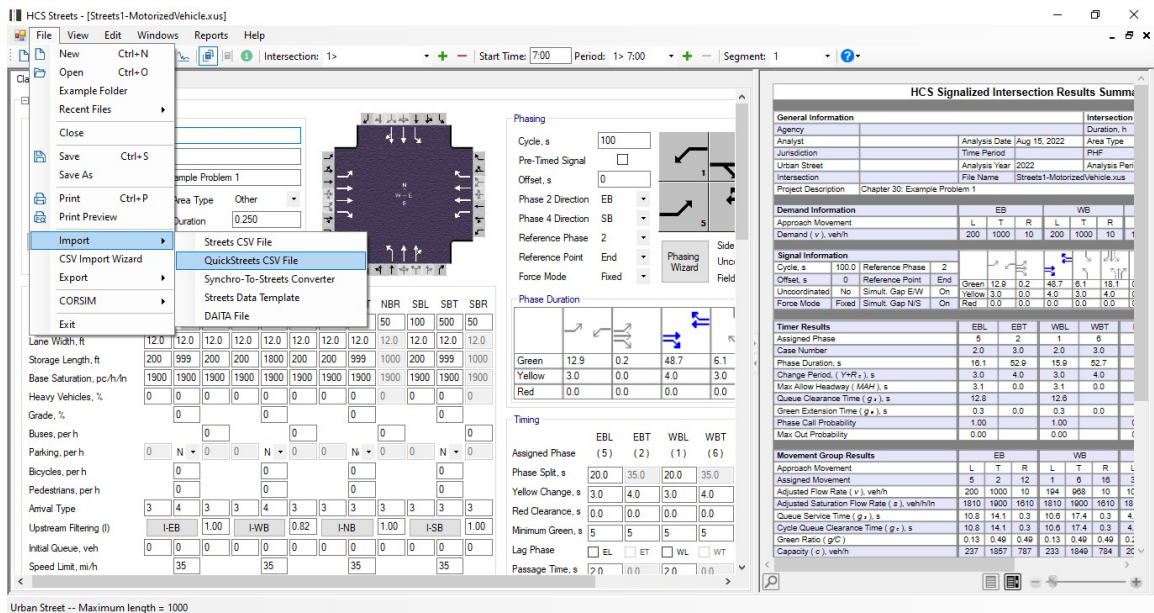 HCS Streets - [Streets1-MotorizedVehicle.xus]
File View Edit Windows Reports Help
Intersection: 1> Start Time: 7:00 Period: 1> 7:00 Segment: 1
New Ctrl+N
Open Ctrl+O
Example Folder
Recent Files
Close
Save Ctrl+S
Save As
Print Ctrl+P
Print Preview
Import
CSV Import Wizard
Export
CORSIM
Exit
Streets CSV File
QuickStreets CSV File
Synchro-To-Streets Converter
Streets Data Template
DAITA File
ample Problem 1
Area Type Other
Duration 0.250
NBR SBL SBT SBR
50 100 500 50
Lane Width, ft 12.0 12.0 12.0 12.0 12.0 12.0 12.0 12.0 12.0 12.0 12.0 12.0
Storage Length, ft 200 999 200 200 1800 200 200 999 1000 200 999 1000
Base Saturation, pc/h/ln 1900 1900 1900 1900 1900 1900 1900 1900 1900 1900 1900 1900
Heavy Vehicles, % 0 0 0 0 0 0 0 0 0 0 0 0
Grade, % 0 0 0 0
Buses, per h 0 0 0 0
Parking, per h 0 N 0 0 N 0 0 N 0 0 N 0
Bicycles, per h 0 0 0 0
Pedestrians, per h 0 0 0 0
Arrival Type 3 4 3 3 4 3 3 3 3 3 3 3
Upstream Filtering (I) I-EB 1.00 I-WB 0.82 I-NB 1.00 I-SB 1.00
Initial Queue, veh 0 0 0 0 0 0 0 0 0 0 0 0
Speed Limit, mi/h 35 35 35 35
Phasing
Cycle, s 100
Pre-Timed Signal
Offset, s 0
Phase 2 Direction EB
Phase 4 Direction SB
Reference Phase 2
Reference Point End
Force Mode Fixed
1
5
Phasing Wizard
Side
Unco
Field
Phase Duration
Green 12.9 0.2 48.7 6.1
Yellow 3.0 0.0 4.0 3.0
Red 0.0 0.0 0.0 0.0
Timing
EBL EBT WBL WBT
Assigned Phase (5) (2) (1) (6)
Phase Split, s 20.0 35.0 20.0 35.0
Yellow Change, s 3.0 4.0 3.0 4.0
Red Clearance, s 0.0 0.0 0.0 0.0
Minimum Green, s 5 5 5 5
Lag Phase EL ET WL WT
Passage Time, s 2.0 0.0 2.0 0.0
HCS Signalized Intersection Results Summa
General Information Intersection
Agency Duration, h
Analyst Analysis Date Aug 15, 2022 Area Type
Jurisdiction Time Period PHF
Urban Street Analysis Year 2022 Analysis Peri
Intersection File Name Streets1-MotorizedVehicle.xus
Project Description Chapter 30: Example Problem 1
Demand Information EB WB
Approach Movement L T R L T R
Demand (v), veh/h 200 1000 10 200 1000 10
Signal Information
Cycle, s 100.0 Reference Phase 2
Offset, s 0 Reference Point End
Uncoordinated No Simult. Gap E/W On
Force Mode Fixed Simult. Gap N/S On
Green 12.9 0.2 48.7 6.1 18.1
Yellow 3.0 0.0 4.0 3.0 4.0
Red 0.0 0.0 0.0 0.0 0.0
Timer Results EBL EBT WBL WBT
Assigned Phase 5 2 1 6
Case Number 2.0 3.0 2.0 3.0
Phase Duration, s 16.1 52.9 15.9 52.7
Change Period, (Y+Rc), s 3.0 4.0 3.0 4.0
Max Allow Headway (MAH), s 3.1 0.0 3.1 0.0
Queue Clearance Time (gs), s 12.8 12.6
Green Extension Time (ge), s 0.3 0.0 0.3 0.0
Phase Call Probability 1.00 1.00
Max Out Probability 0.00 0.00
Movement Group Results EB WB
Approach Movement L T R L T R
Assigned Movement 5 2 12 1 6 16
Adjusted Flow Rate (v), veh/h 200 1000 10 194 968 10
Adjusted Saturation Flow Rate (s), veh/h/ln 1810 1900 1610 1810 1900 1610
Queue Service Time (gs), s 10.8 14.1 0.3 10.6 17.4 0.3
Cycle Queue Clearance Time (gc), s 10.8 14.1 0.3 10.6 17.4 0.3
Green Ratio (g/C) 0.13 0.49 0.49 0.13 0.49 0.49
Capacity (c), veh/h 237 1857 787 233 1849 784
Urban Street -- Maximum length = 1000